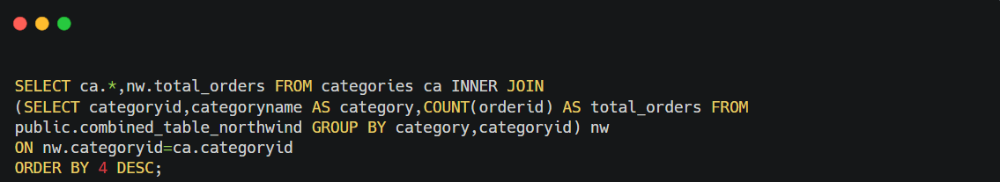 SELECT ca.*,nw.total_orders FROM categories ca INNER JOIN
(SELECT categoryid,categoryname AS category,COUNT(orderid) AS total_orders FROM
public.combined_table_northwind GROUP BY category,categoryid) nw
ON nw.categoryid=ca.categoryid
ORDER BY 4 DESC;